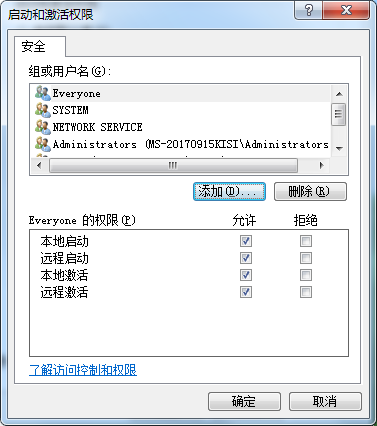 启动和激活权限
安全
组或用户名(G):
Everyone
SYSTEM
NETWORK SERVICE
Administrators (MS-20170915KISI\Administrators
添加(D)... 删除(R)
Everyone 的权限(P) 允许 拒绝
本地启动
远程启动
本地激活
远程激活
了解访问控制和权限
确定 取消